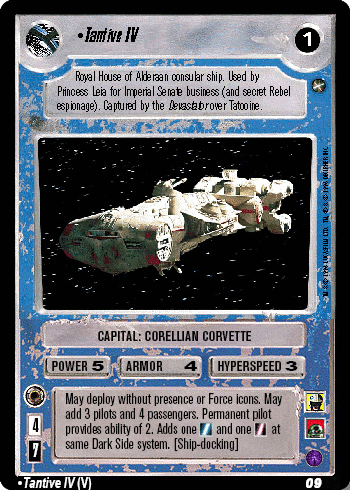 •Tantive IV
1
Royal House of Alderaan consular ship. Used by
Princess Leia for Imperial Senate business (and secret Rebel
espionage). Captured by the Devastator over Tatooine.
CAPITAL: CORELLIAN CORVETTE
POWER 5 ARMOR 4 HYPERSPEED 3
May deploy without presence or Force icons. May
add 3 pilots and 4 passengers. Permanent pilot
provides ability of 2. Adds one and one at
same Dark Side system. [Ship-docking]
4
7
•Tantive IV (V)
09